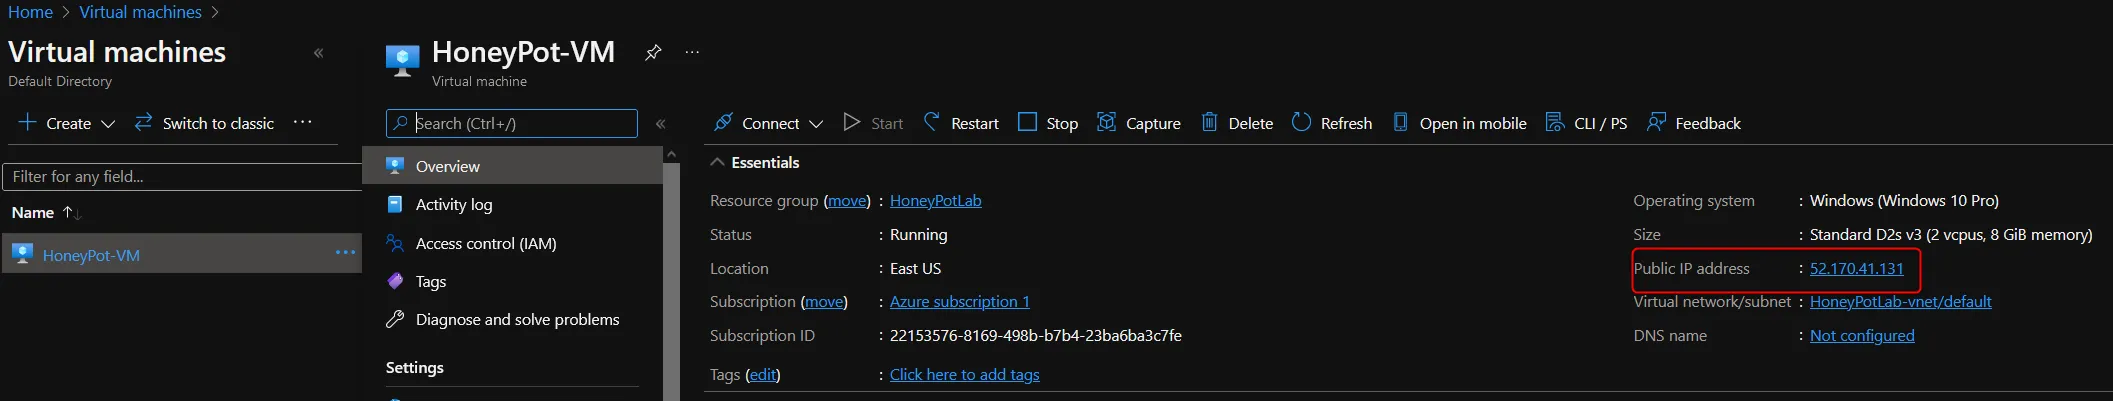 Home > Virtual machines >
Virtual machines «
Default Directory
+ Create Switch to classic ...
Filter for any field...
Name ↑↓
HoneyPot-VM ...
HoneyPot-VM ...
Virtual machine
Search (Ctrl+/) «
Overview
Activity log
Access control (IAM)
Tags
Diagnose and solve problems
Settings
Connect Start Restart Stop Capture Delete Refresh Open in mobile CLI / PS Feedback
Essentials
Resource group (move) : HoneyPotLab
Status : Running
Location : East US
Subscription (move) : Azure subscription 1
Subscription ID : 22153576-8169-498b-b7b4-23ba6ba3c7fe
Tags (edit) : Click here to add tags
Operating system : Windows (Windows 10 Pro)
Size : Standard D2s v3 (2 vcpus, 8 GiB memory)
Public IP address : 52.170.41.131
Virtual network/subnet : HoneyPotLab-vnet/default
DNS name : Not configured